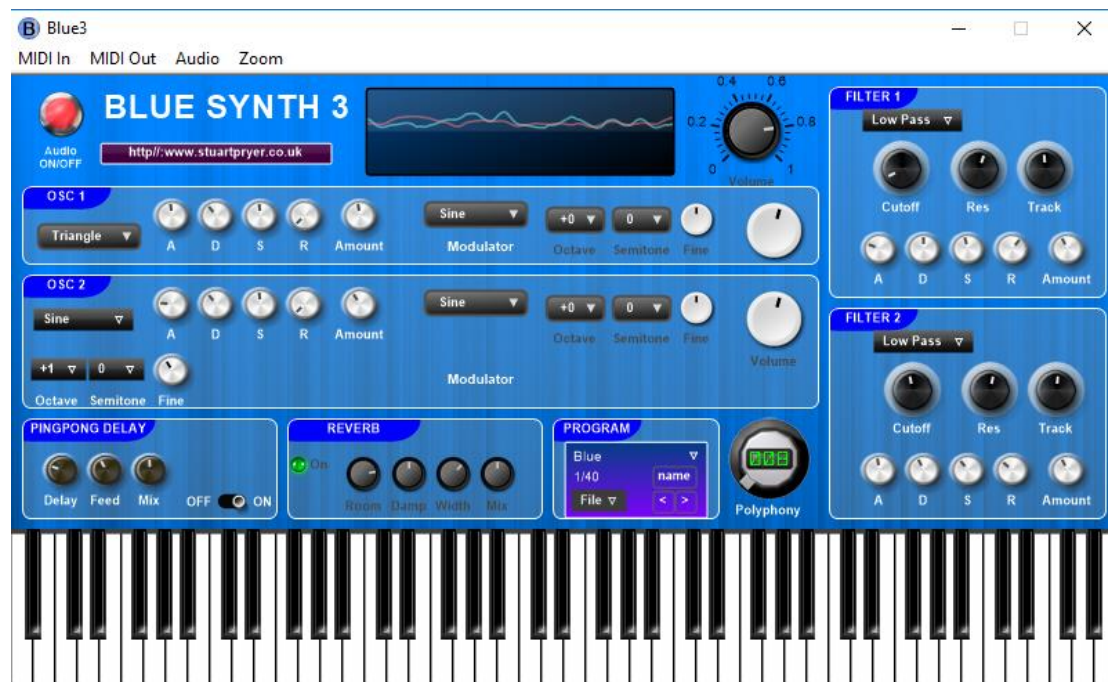 B Blue3
MIDI In MIDI Out Audio Zoom
BLUE SYNTH 3
Audio
ON/OFF
http//:www.stuartpryer.co.uk
0 0.2 0.4 0.6 0.8 1
Volume
FILTER 1
Low Pass
Cutoff Res Track
A D S R Amount
OSC 1
Triangle
A D S R Amount
Sine
Modulator
+0 0
Octave Semitone Fine
OSC 2
Sine
A D S R Amount
+1 0
Octave Semitone Fine
Sine
Modulator
+0 0
Octave Semitone Fine
Volume
FILTER 2
Low Pass
Cutoff Res Track
A D S R Amount
PINGPONG DELAY
Delay Feed Mix
OFF ON
REVERB
On
Room Damp Width Mix
PROGRAM
Blue
1/40 name
File < >
Polyphony